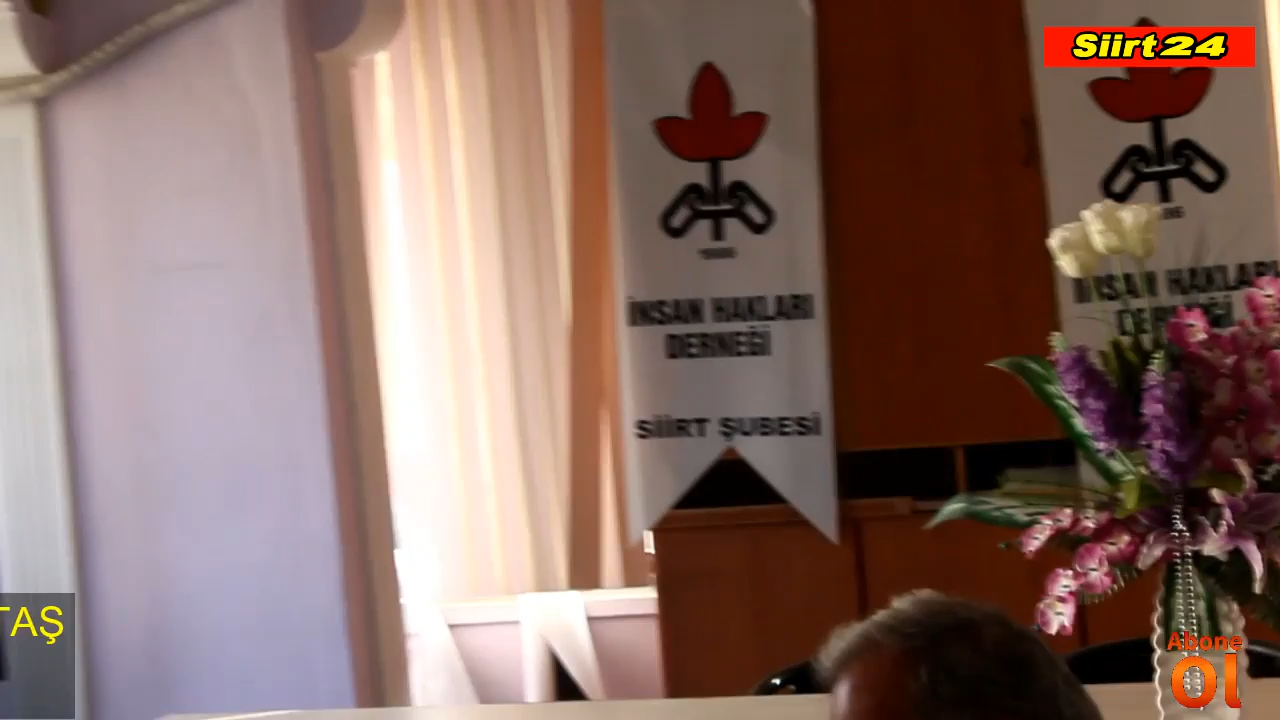 Siirt24
İNSAN HAKLARI
DERNEĞİ
SİİRT ŞUBESİ
İNSAN HAKLARI
DERNEĞİ
TAŞ
Abone
Ol